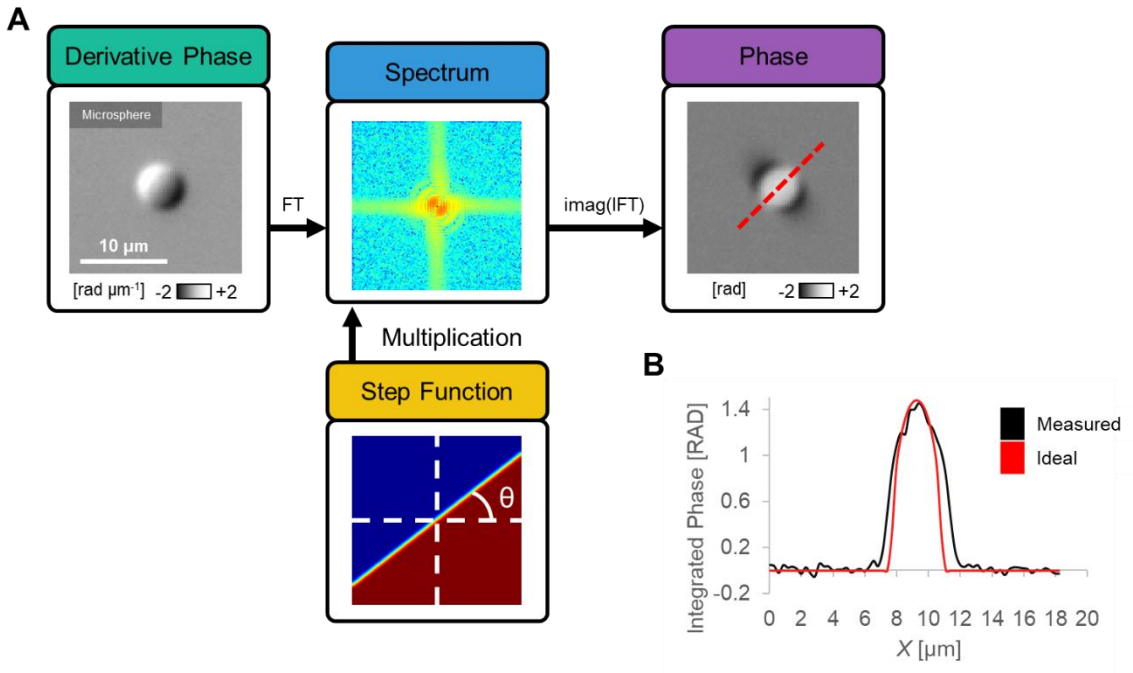 A
Derivative Phase
Spectrum
Phase
Microsphere
10 µm
[rad µm⁻¹] -2 +2
FT
imag(IFT)
[rad] -2 +2
Multiplication
Step Function
θ
B
Integrated Phase [RAD]
1.4
1
0.6
0.2
-0.2
Measured
Ideal
0 2 4 6 8 10 12 14 16 18 20
X [µm]